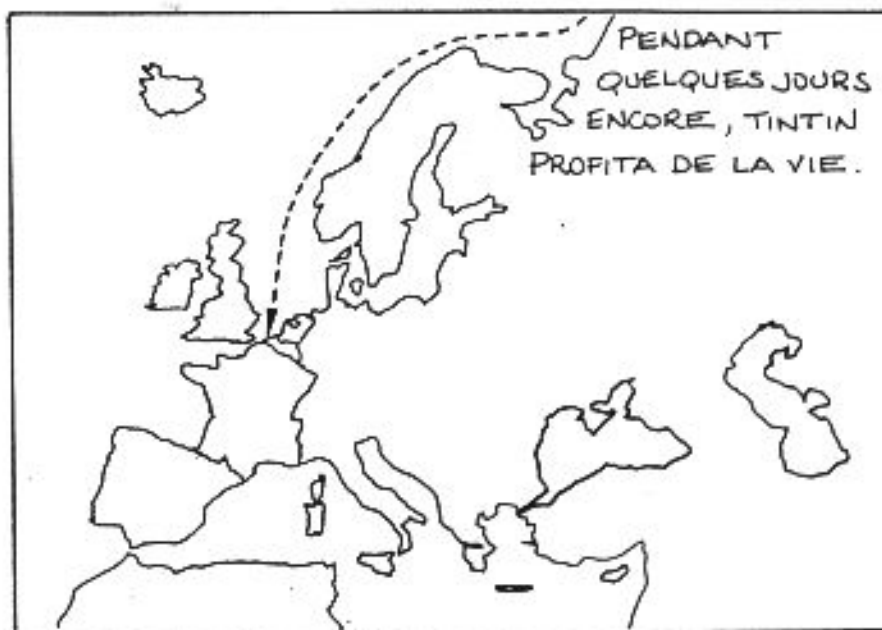 PENDANT
QUELQUES JOURS
ENCORE, TINTIN
PROFITA DE LA VIE.